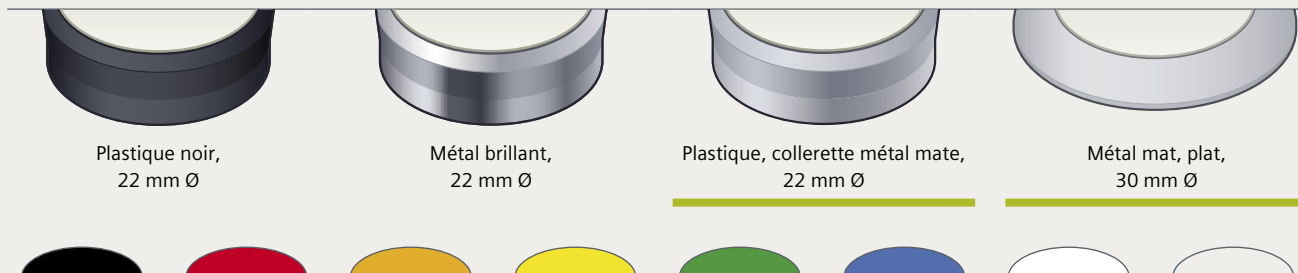 Plastique noir,
22 mm Ø
Métal brillant,
22 mm Ø
Plastique, collerette métal mate,
22 mm Ø
Métal mat, plat,
30 mm Ø